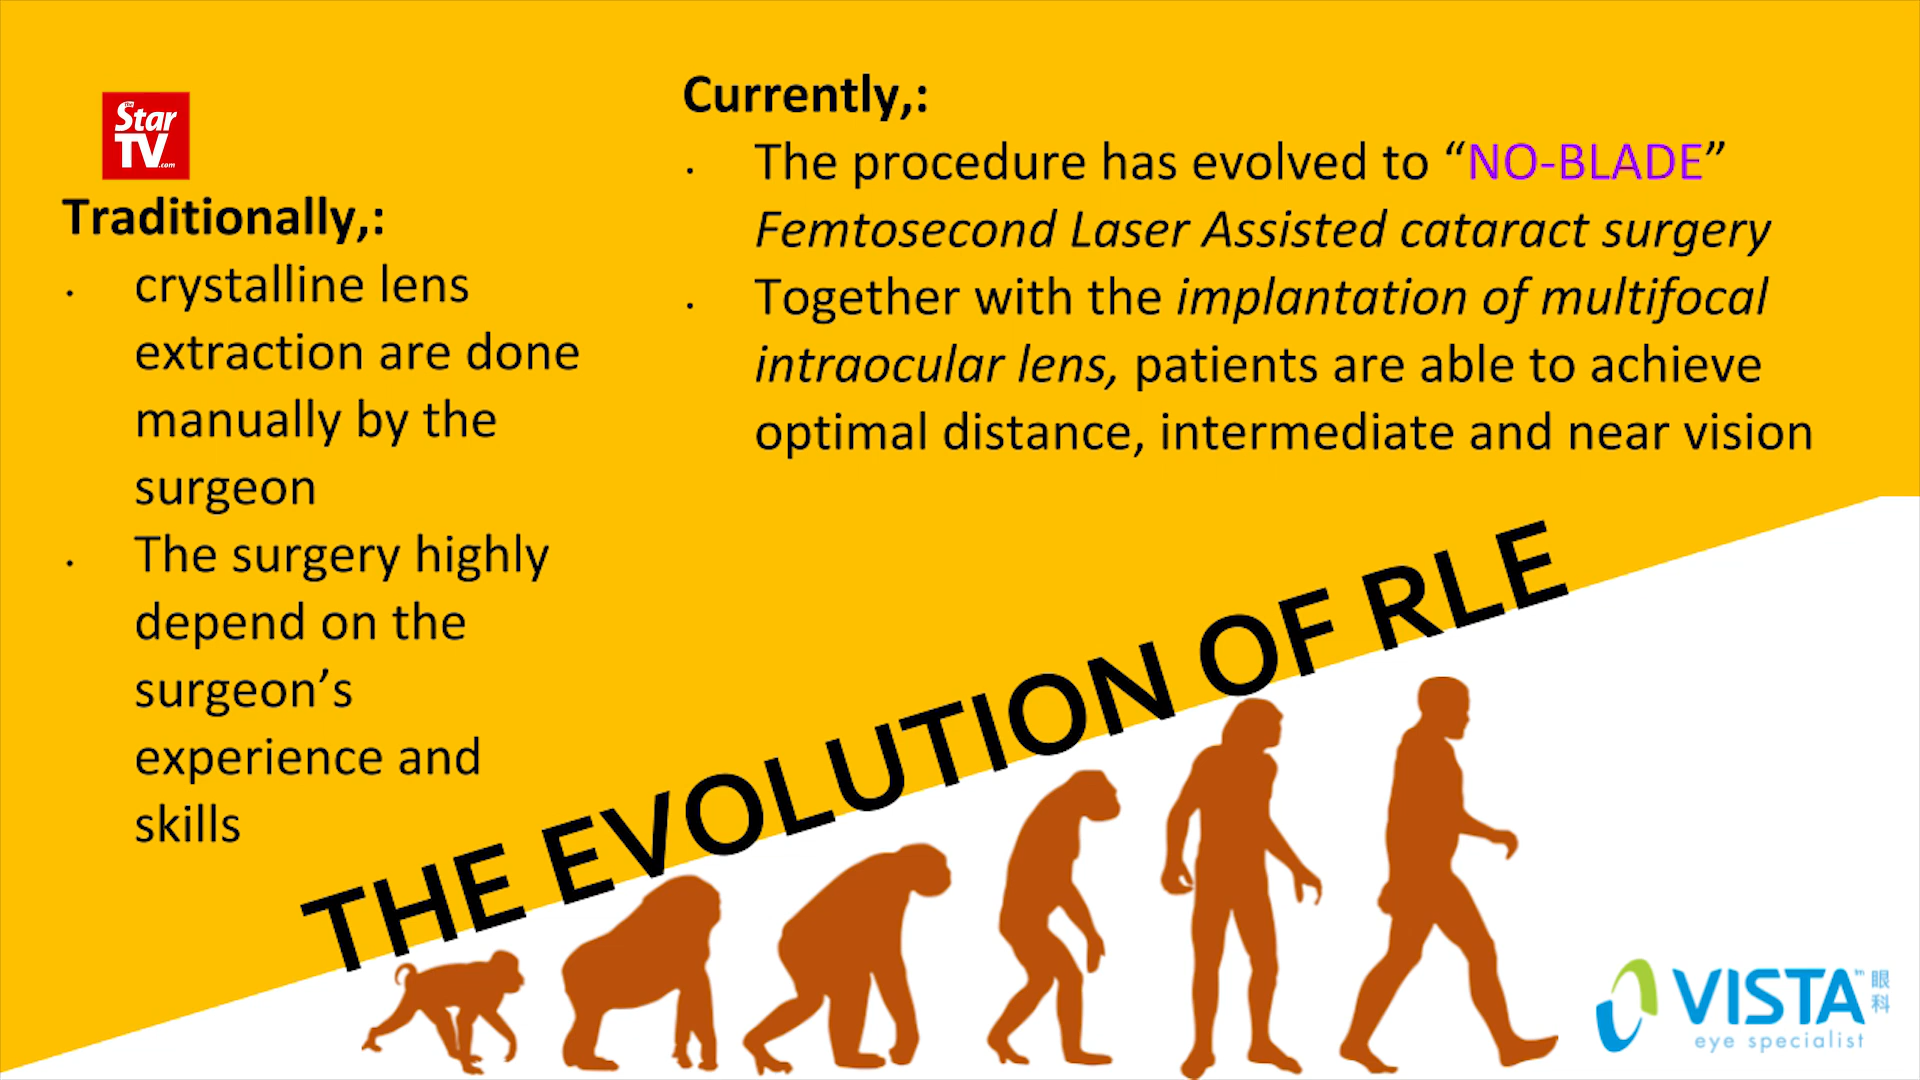 The
Star
TV
.com
Traditionally,:
· crystalline lens
extraction are done
manually by the
surgeon
· The surgery highly
depend on the
surgeon’s
experience and
skills
Currently,:
· The procedure has evolved to “NO-BLADE”
Femtosecond Laser Assisted cataract surgery
· Together with the implantation of multifocal
intraocular lens, patients are able to achieve
optimal distance, intermediate and near vision
THE EVOLUTION OF RLE
VISTA™ 眼科
eye specialist